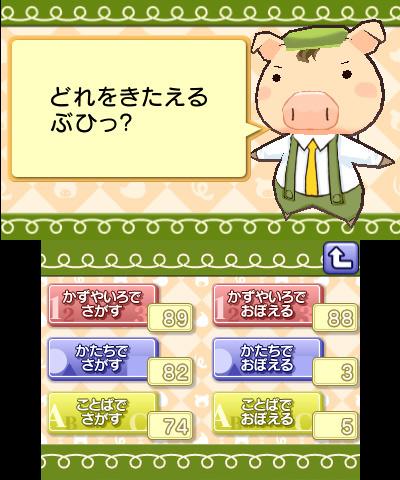 どれをきたえる
ぶひっ?
かずやいろで
さがす
89
かずやいろで
おぼえる
88
かたちで
さがす
82
かたちで
おぼえる
3
ことばで
さがす
74
ことばで
おぼえる
5